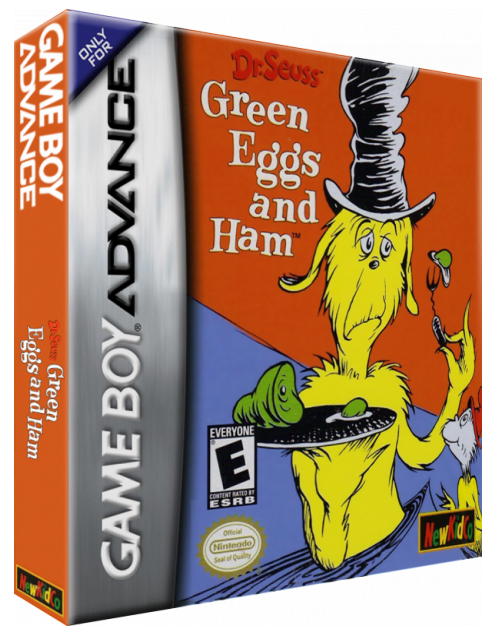 GAME BOY
ADVANCE
Dr. Seuss
Green
Eggs and Ham
NewKidCo
ONLY
FOR
GAME BOY ADVANCE
Dr. Seuss
Green
Eggs
and
Ham
EVERYONE
E
CONTENT RATED BY
ESRB
Official
Nintendo
Seal of Quality
NewKidCo